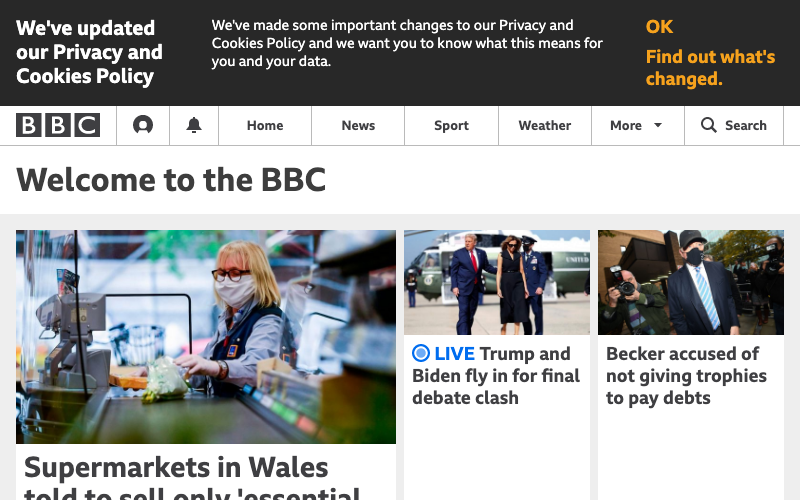 We've updated
our Privacy and
Cookies Policy
We've made some important changes to our Privacy and
Cookies Policy and we want you to know what this means for
you and your data.
OK
Find out what's
changed.
BBC
Home
News
Sport
Weather
More
Search
Welcome to the BBC
UNITED
Supermarkets in Wales
told to sell only 'essential
LIVE Trump and
Biden fly in for final
debate clash
Becker accused of
not giving trophies
to pay debts